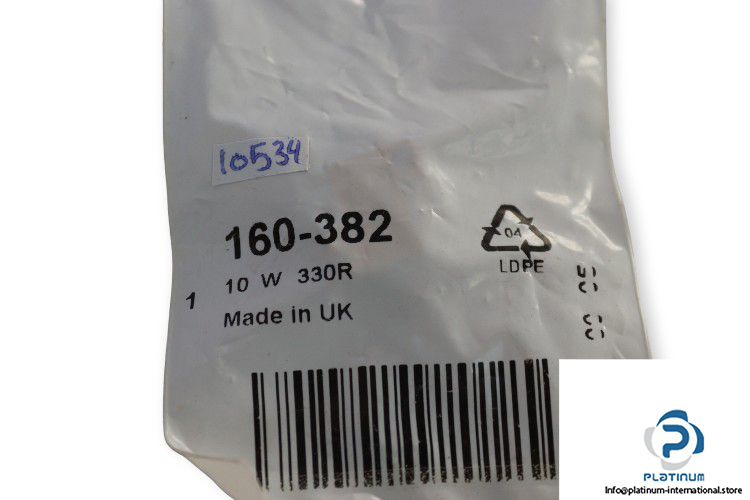 10534
160-382
04
LDPE
10 W 330R
1
Made in UK
PLATINUM
Info@platinum-international.store